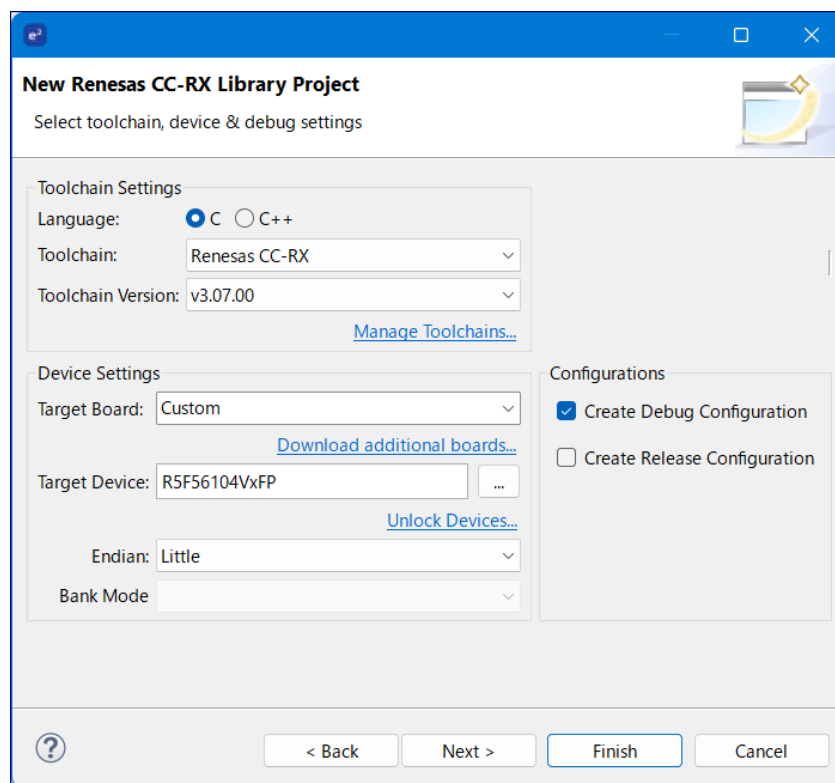 e²
New Renesas CC-RX Library Project
Select toolchain, device & debug settings
Toolchain Settings
Language: C C++
Toolchain: Renesas CC-RX
Toolchain Version: v3.07.00
Manage Toolchains...
Device Settings
Target Board: Custom
Download additional boards...
Target Device: R5F56104VxFP ...
Unlock Devices...
Endian: Little
Bank Mode
Configurations
Create Debug Configuration
Create Release Configuration
? < Back Next > Finish Cancel